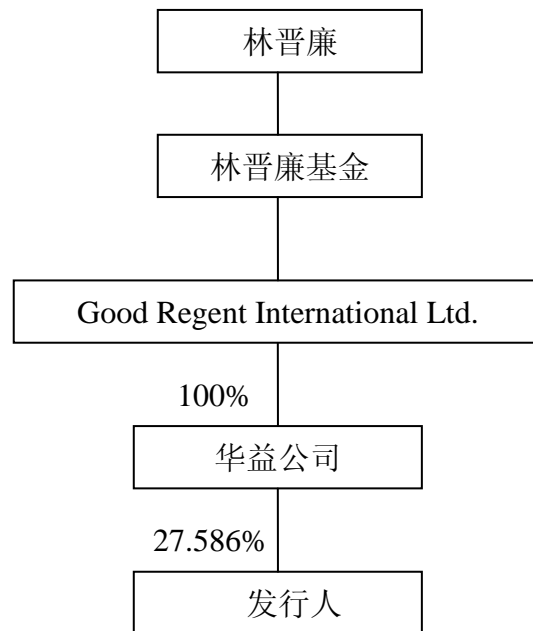 林晋廉
林晋廉基金
Good Regent International Ltd.
100%
华益公司
27.586%
发行人